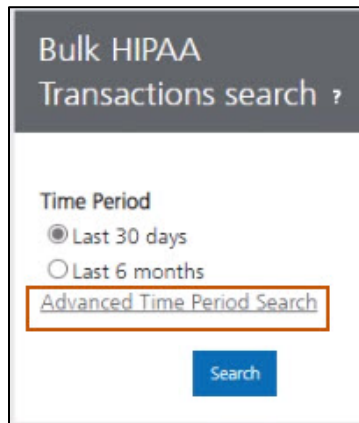 Bulk HIPAA
Transactions search ?
Time Period
Last 30 days
Last 6 months
Advanced Time Period Search
Search